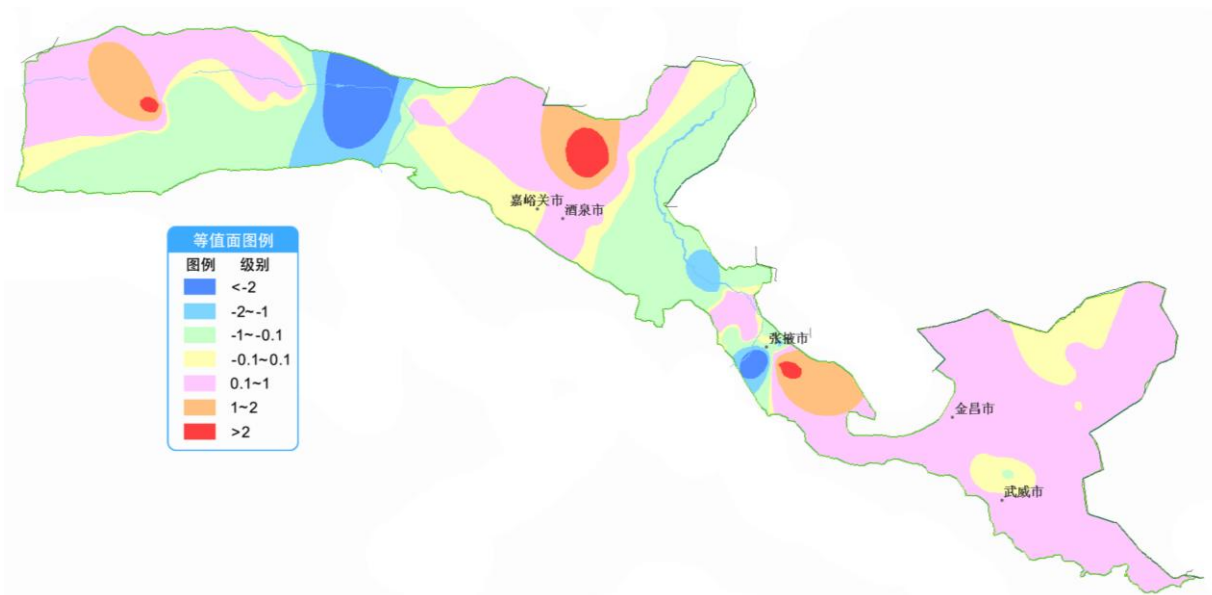 嘉峪关市
酒泉市
等值面图例
图例 级别
<-2
-2~-1
-1~-0.1
-0.1~0.1
0.1~1
1~2
>2
张掖市
金昌市
武威市